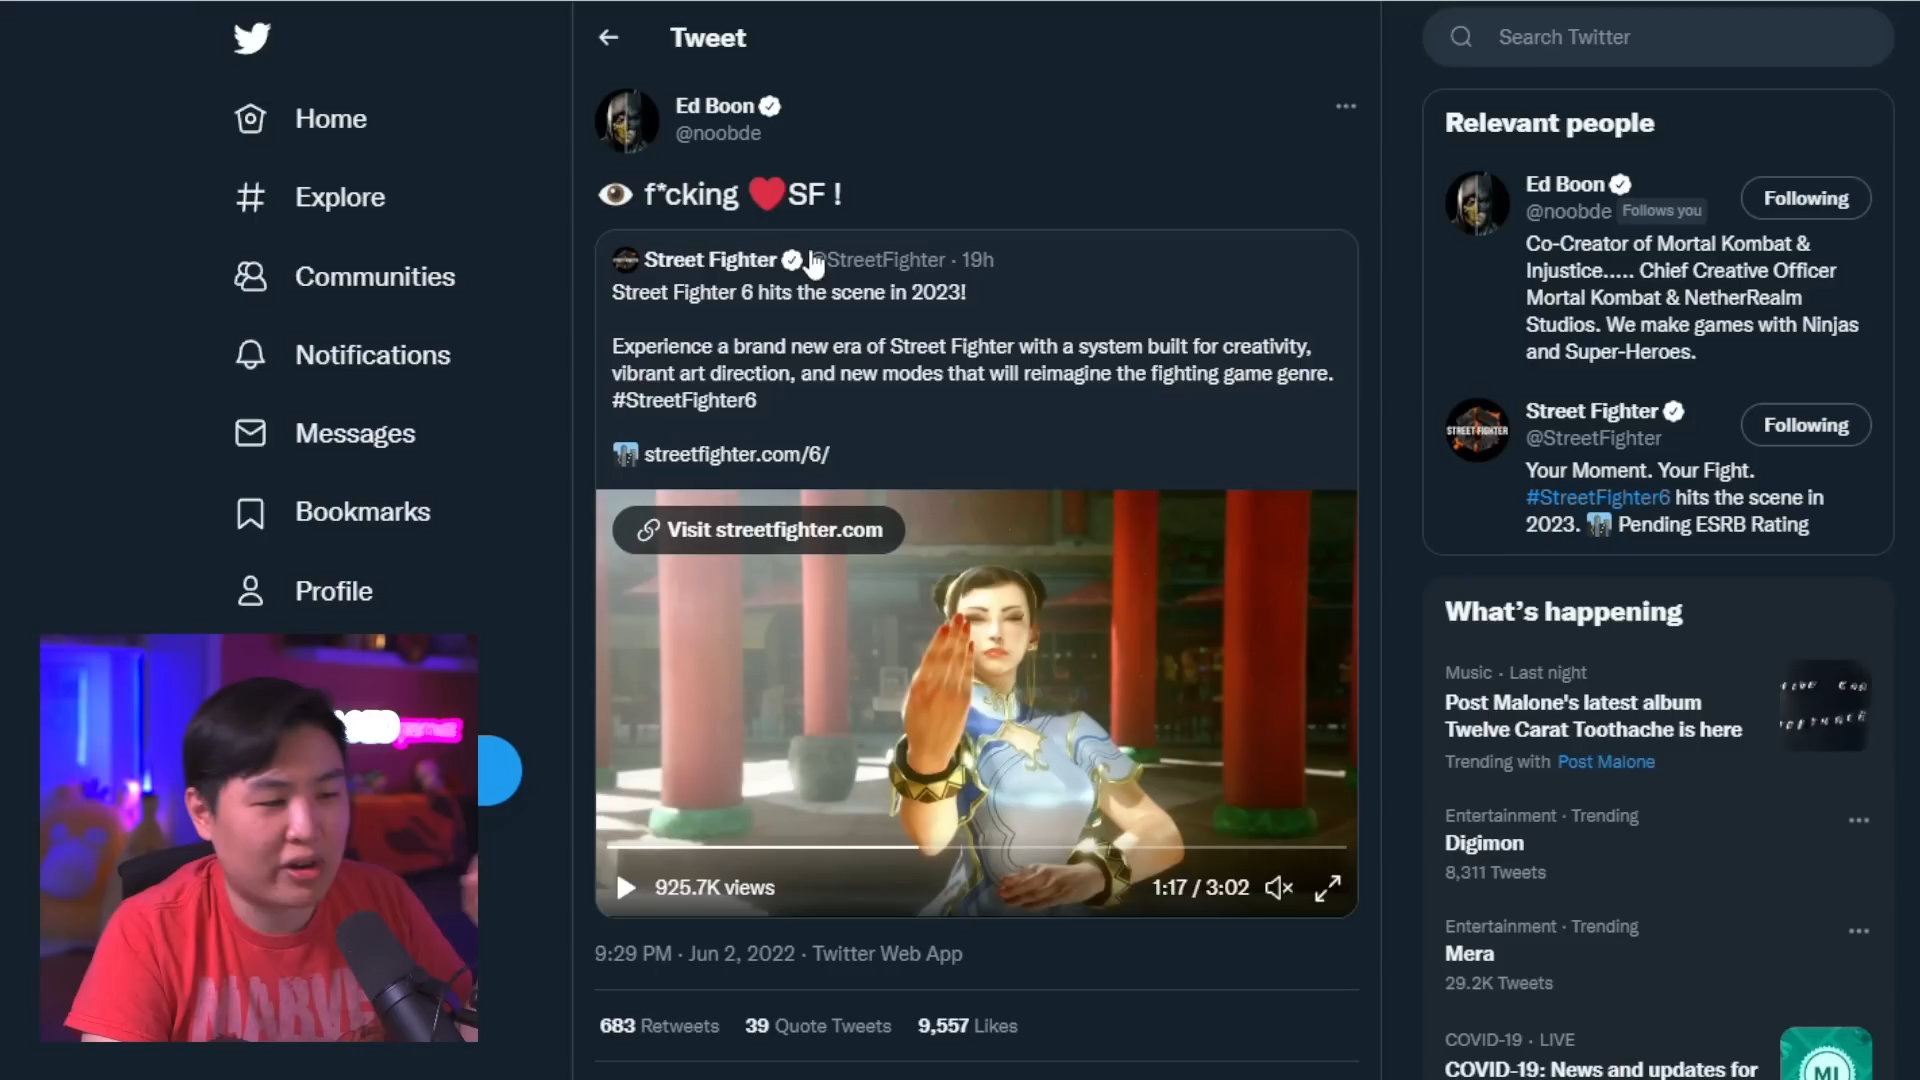 Home
Explore
Communities
Notifications
Messages
Bookmarks
Profile
Tweet
Ed Boon
@noobde
f*cking ❤️SF !
Street Fighter @StreetFighter · 19h
Street Fighter 6 hits the scene in 2023!
Experience a brand new era of Street Fighter with a system built for creativity,
vibrant art direction, and new modes that will reimagine the fighting game genre.
#StreetFighter6
streetfighter.com/6/
Visit streetfighter.com
925.7K views
1:17 / 3:02
9:29 PM · Jun 2, 2022 · Twitter Web App
683 Retweets 39 Quote Tweets 9,557 Likes
MARVE
Search Twitter
Relevant people
Ed Boon
@noobde Follows you
Following
Co-Creator of Mortal Kombat &
Injustice..... Chief Creative Officer
Mortal Kombat & NetherRealm
Studios. We make games with Ninjas
and Super-Heroes.
STREET FIGHTER
Street Fighter
@StreetFighter
Following
Your Moment. Your Fight.
#StreetFighter6 hits the scene in
2023. Pending ESRB Rating
What's happening
Music · Last night
Post Malone's latest album
Twelve Carat Toothache is here
Trending with Post Malone
Entertainment · Trending
Digimon
8,311 Tweets
Entertainment · Trending
Mera
29.2K Tweets
COVID-19 · LIVE
COVID-19: News and updates for